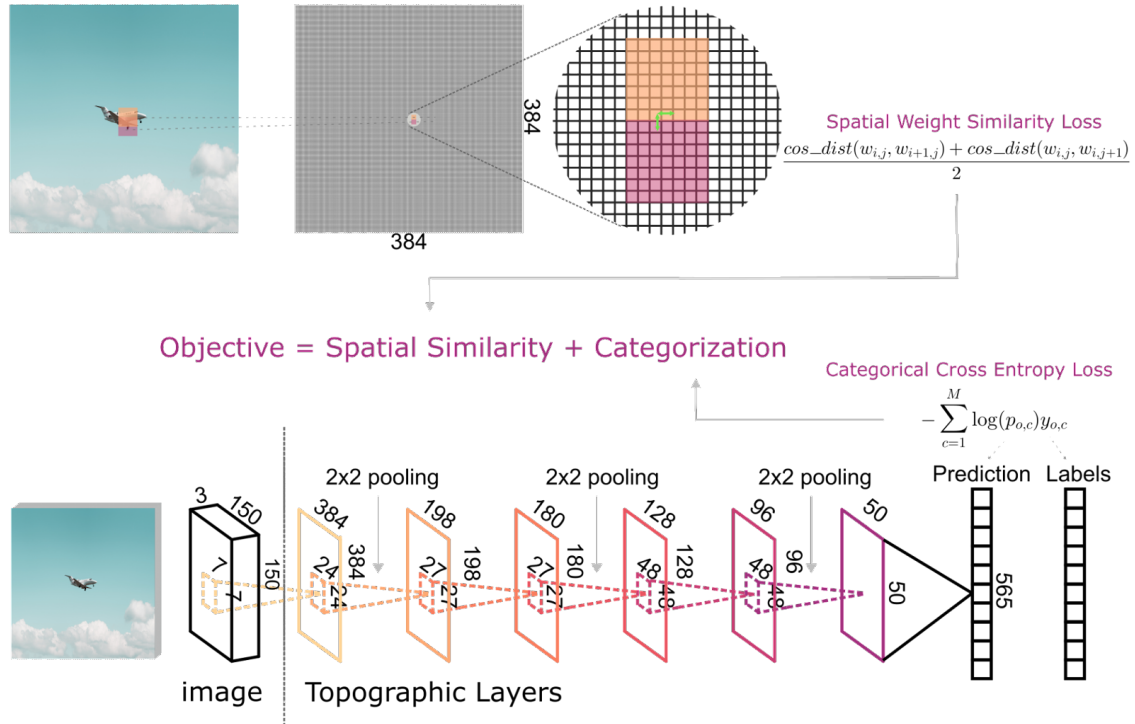 384
384
Spatial Weight Similarity Loss
cos_dist(w_{i,j}, w_{i+1,j}) + cos_dist(w_{i,j}, w_{i,j+1})
2
Objective = Spatial Similarity + Categorization
Categorical Cross Entropy Loss
- \sum_{c=1}^{M} log(p_{o,c})y_{o,c}
Prediction Labels
2x2 pooling 2x2 pooling 2x2 pooling
3 150 384 198 180 128 96 50
7 24 27 27 48 48
150 384 198 180 128 96 50
7 24 27 27 48 48
565
image Topographic Layers